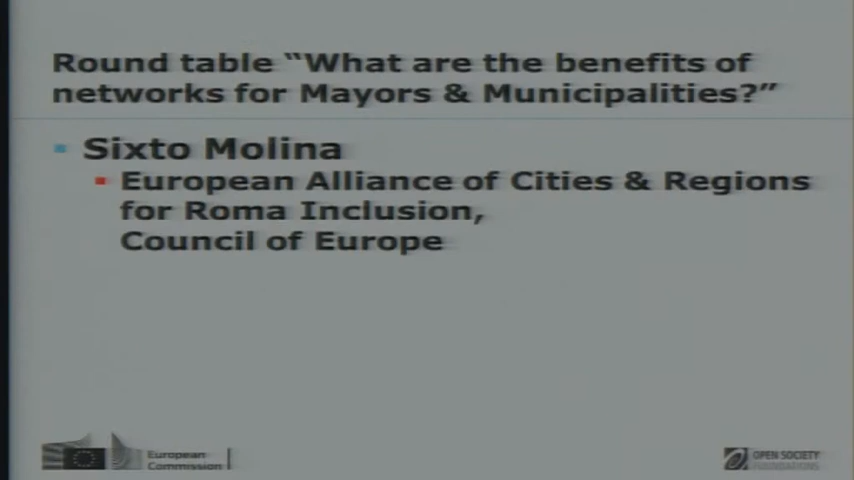 Round table “What are the benefits of
networks for Mayors & Municipalities?”
Sixto Molina
European Alliance of Cities & Regions
for Roma Inclusion,
Council of Europe
European
Commission
OPEN SOCIETY
FOUNDATIONS